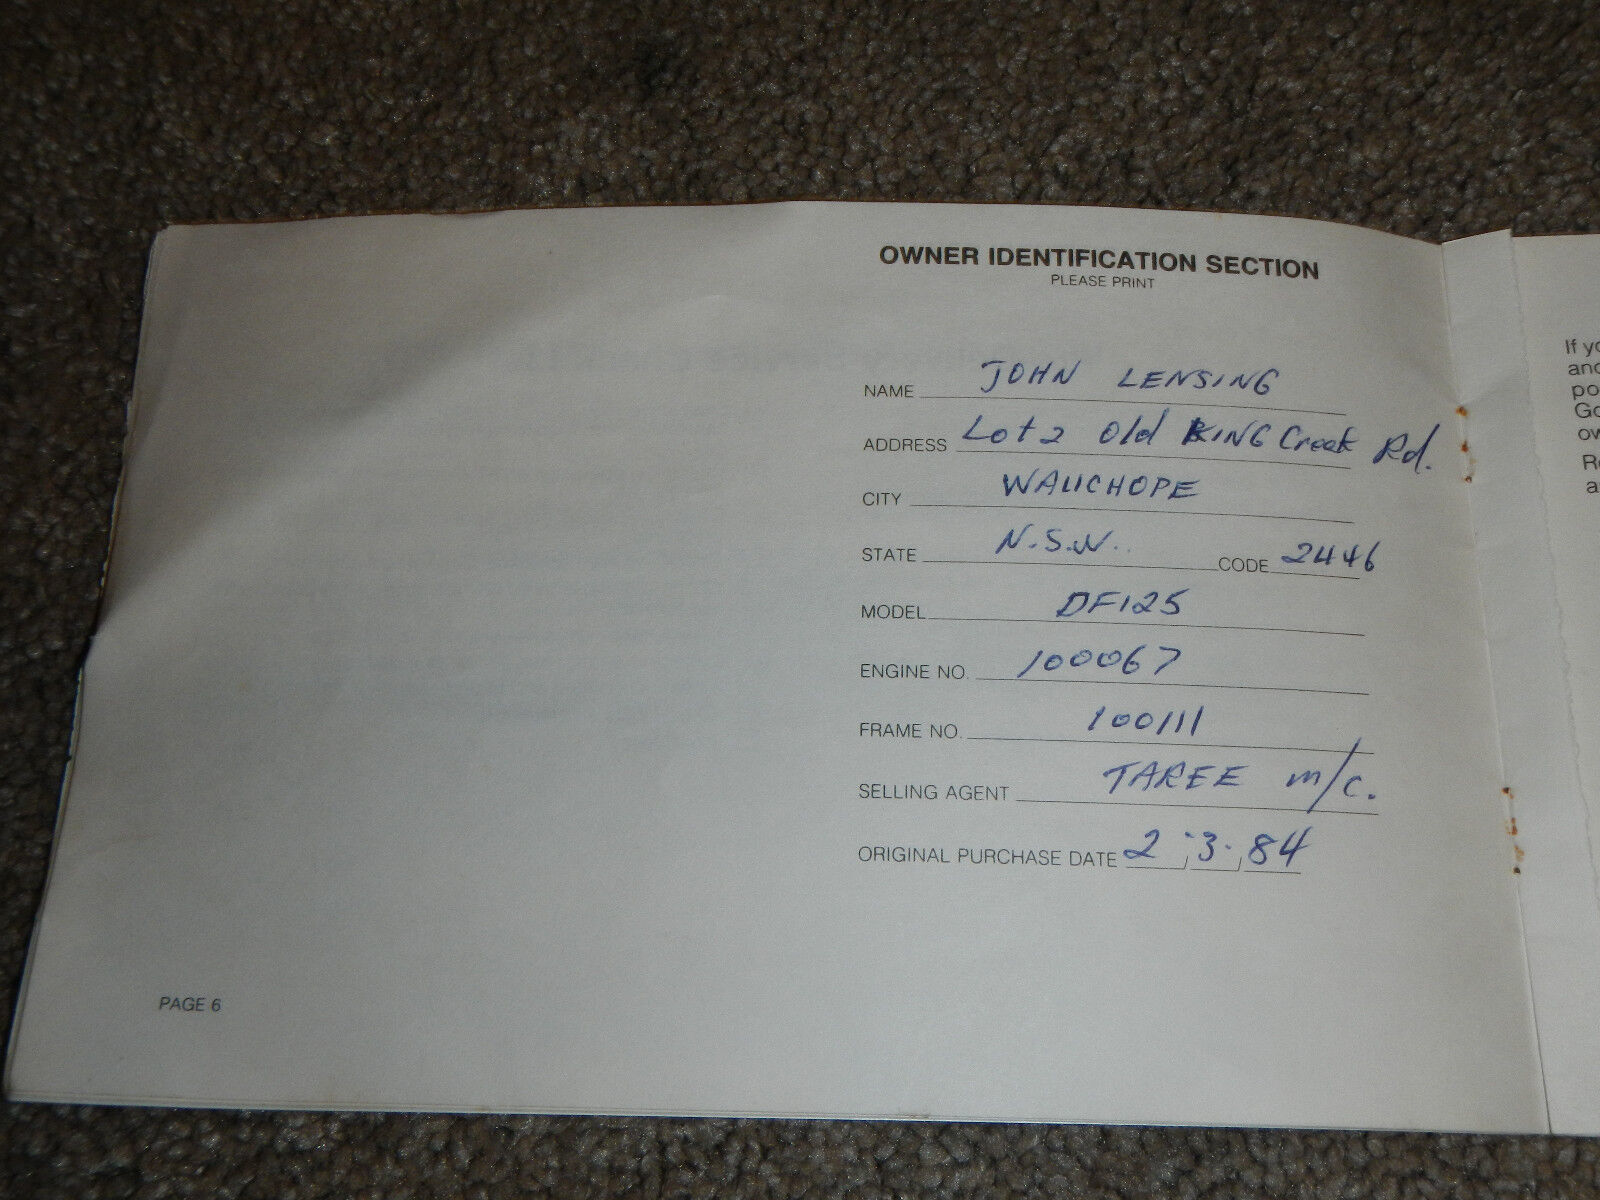 OWNER IDENTIFICATION SECTION
PLEASE PRINT
NAME JOHN LENSING
ADDRESS Lot 2 Old KING Creek Rd.
CITY WAUCHOPE
STATE N.S.W. CODE 2446
MODEL DF125
ENGINE NO. 100067
FRAME NO. 100111
SELLING AGENT TAREE m/c.
ORIGINAL PURCHASE DATE 2.3.84
PAGE 6
If